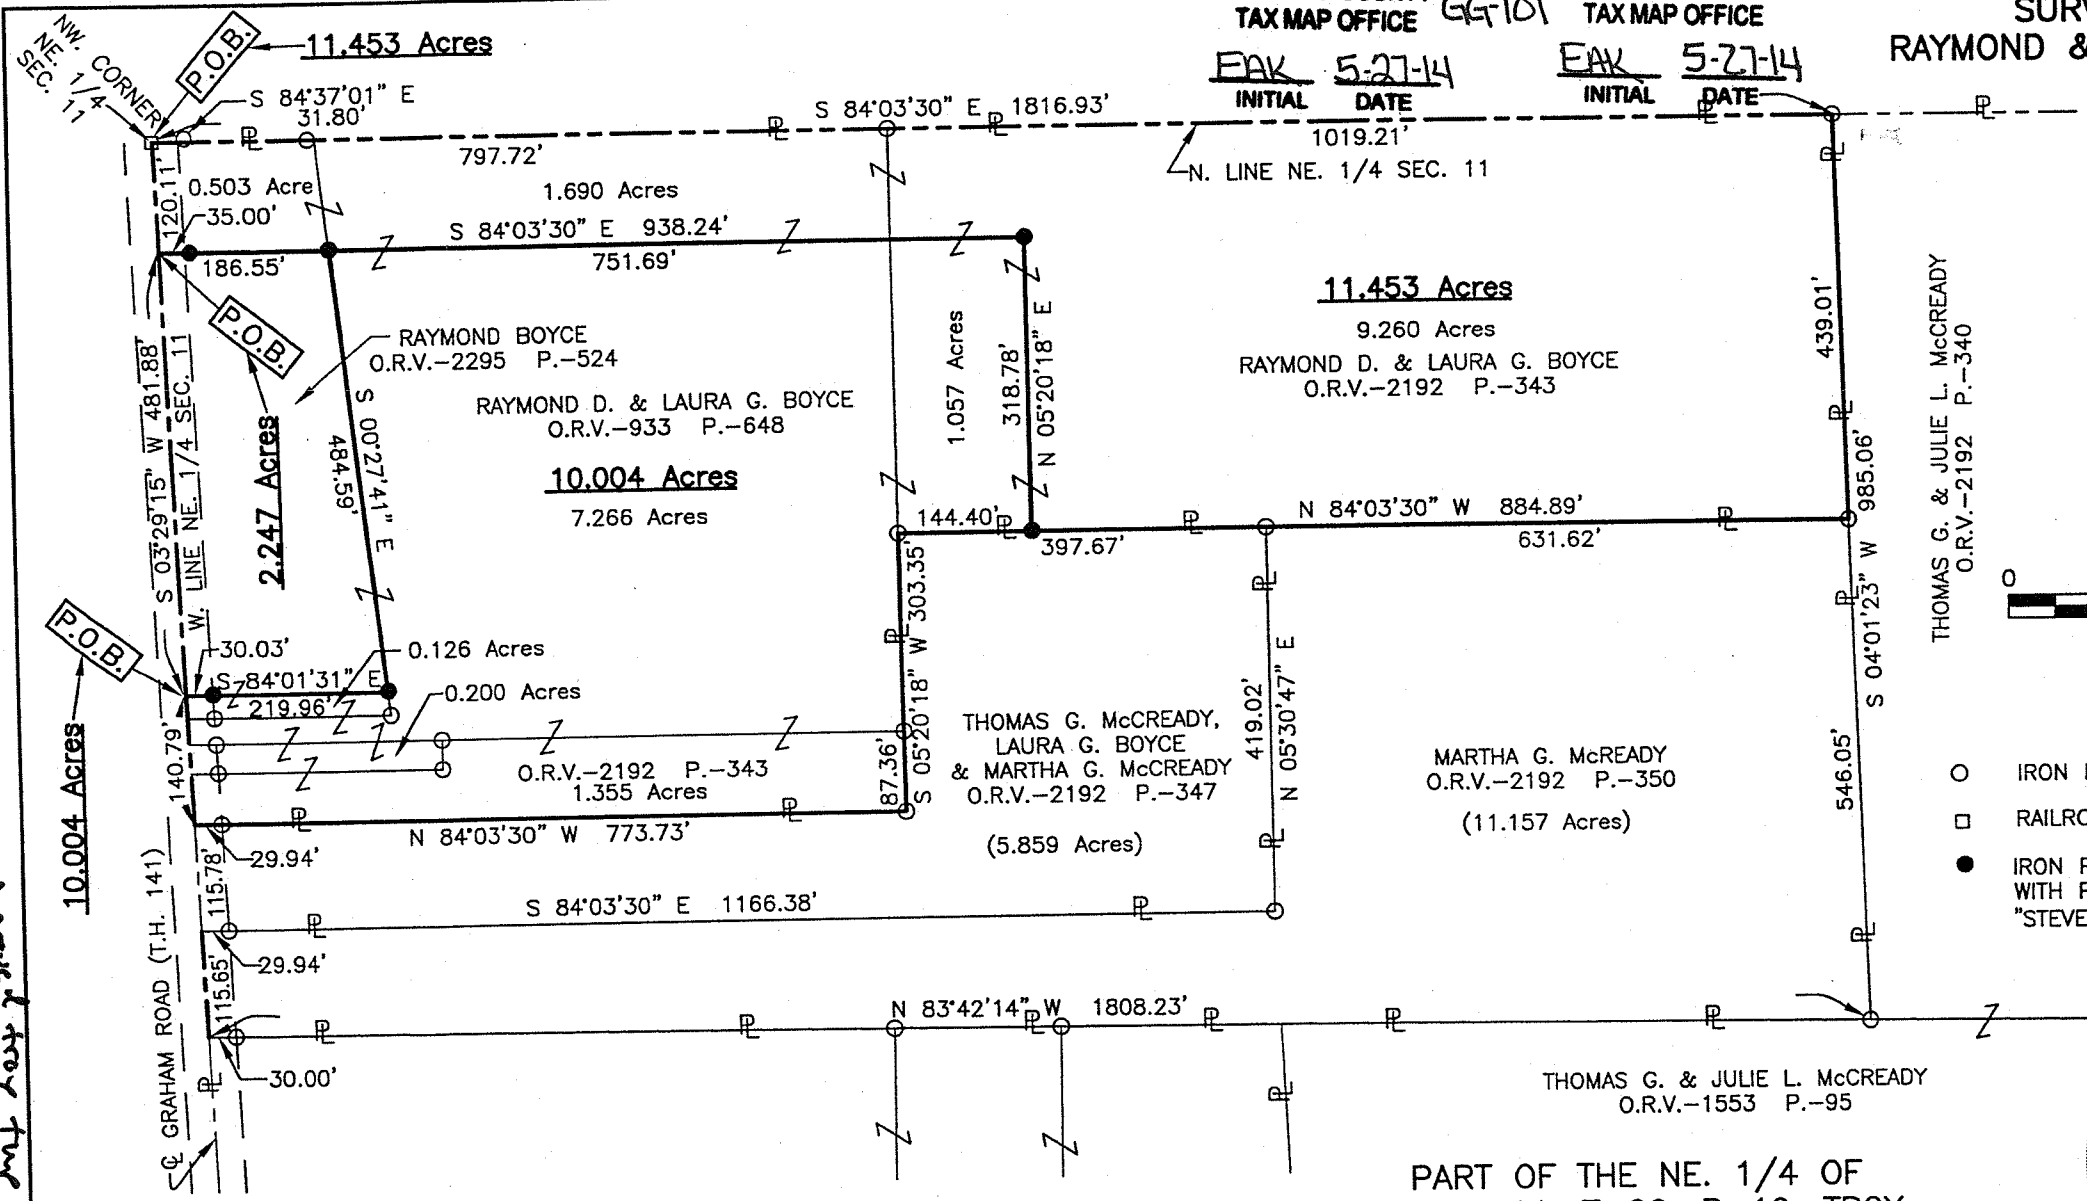 NW. CORNER
NE. 1/4
SEC. 11
P.O.B.
11.453 Acres
S 84°37'01" E
31.80'
TAX MAP OFFICE
GG-101
TAX MAP OFFICE
EAK 5-27-14
INITIAL DATE
EAK 5-27-14
INITIAL DATE
SURV
RAYMOND &
S 84°03'30" E 1816.93'
797.72'
1019.21'
N. LINE NE. 1/4 SEC. 11
120.11'
0.503 Acre
35.00'
1.690 Acres
S 84°03'30" E 938.24'
186.55'
751.69'
P.O.B.
2.247 Acres
RAYMOND BOYCE
O.R.V.-2295 P.-524
S 00°27'41" E
484.59'
RAYMOND D. & LAURA G. BOYCE
O.R.V.-933 P.-648
10.004 Acres
7.266 Acres
1.057 Acres
318.78'
N 05°20'18" E
11.453 Acres
9.260 Acres
RAYMOND D. & LAURA G. BOYCE
O.R.V.-2192 P.-343
439.01'
985.06'
THOMAS G. & JULIE L. McCREADY
O.R.V.-2192 P.-340
S 03°29'15" W 481.88'
W. LINE NE. 1/4 SEC. 11
144.40'
397.67'
N 84°03'30" W 884.89'
631.62'
0
P.O.B.
10.004 Acres
30.03'
S 84°01'31" E
219.96'
0.126 Acres
0.200 Acres
140.79'
O.R.V.-2192 P.-343
1.355 Acres
S 05°20'18" W 303.35'
87.36'
N 84°03'30" W 773.73'
29.94'
THOMAS G. McCREADY,
LAURA G. BOYCE
& MARTHA G. McCREADY
O.R.V.-2192 P.-347
(5.859 Acres)
419.02'
N 05°30'47" E
MARTHA G. McREADY
O.R.V.-2192 P.-350
(11.157 Acres)
S 04°01'23" W
546.05'
IRON
RAILRO
IRON
WITH
"STEVE
115.78'
S 84°03'30" E 1166.38'
29.94'
115.65'
N 83°42'14" W 1808.23'
30.00'
GRAHAM ROAD (T.H. 141)
THOMAS G. & JULIE L. McCREADY
O.R.V.-1553 P.-95
PART OF THE NE. 1/4 OF